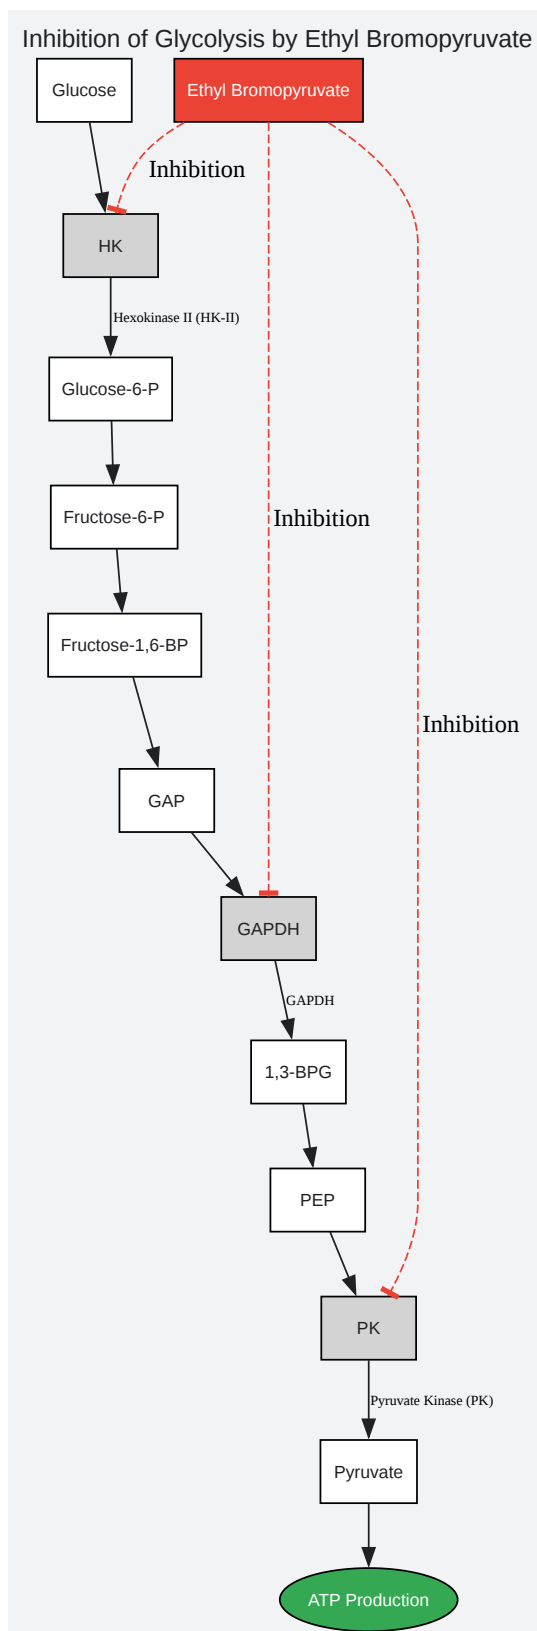 Inhibition of Glycolysis by Ethyl Bromopyruvate
Glucose
Ethyl Bromopyruvate
Inhibition
HK
Hexokinase II (HK-II)
Glucose-6-P
Fructose-6-P
Inhibition
Fructose-1,6-BP
Inhibition
GAP
GAPDH
GAPDH
1,3-BPG
PEP
PK
Pyruvate Kinase (PK)
Pyruvate
ATP Production